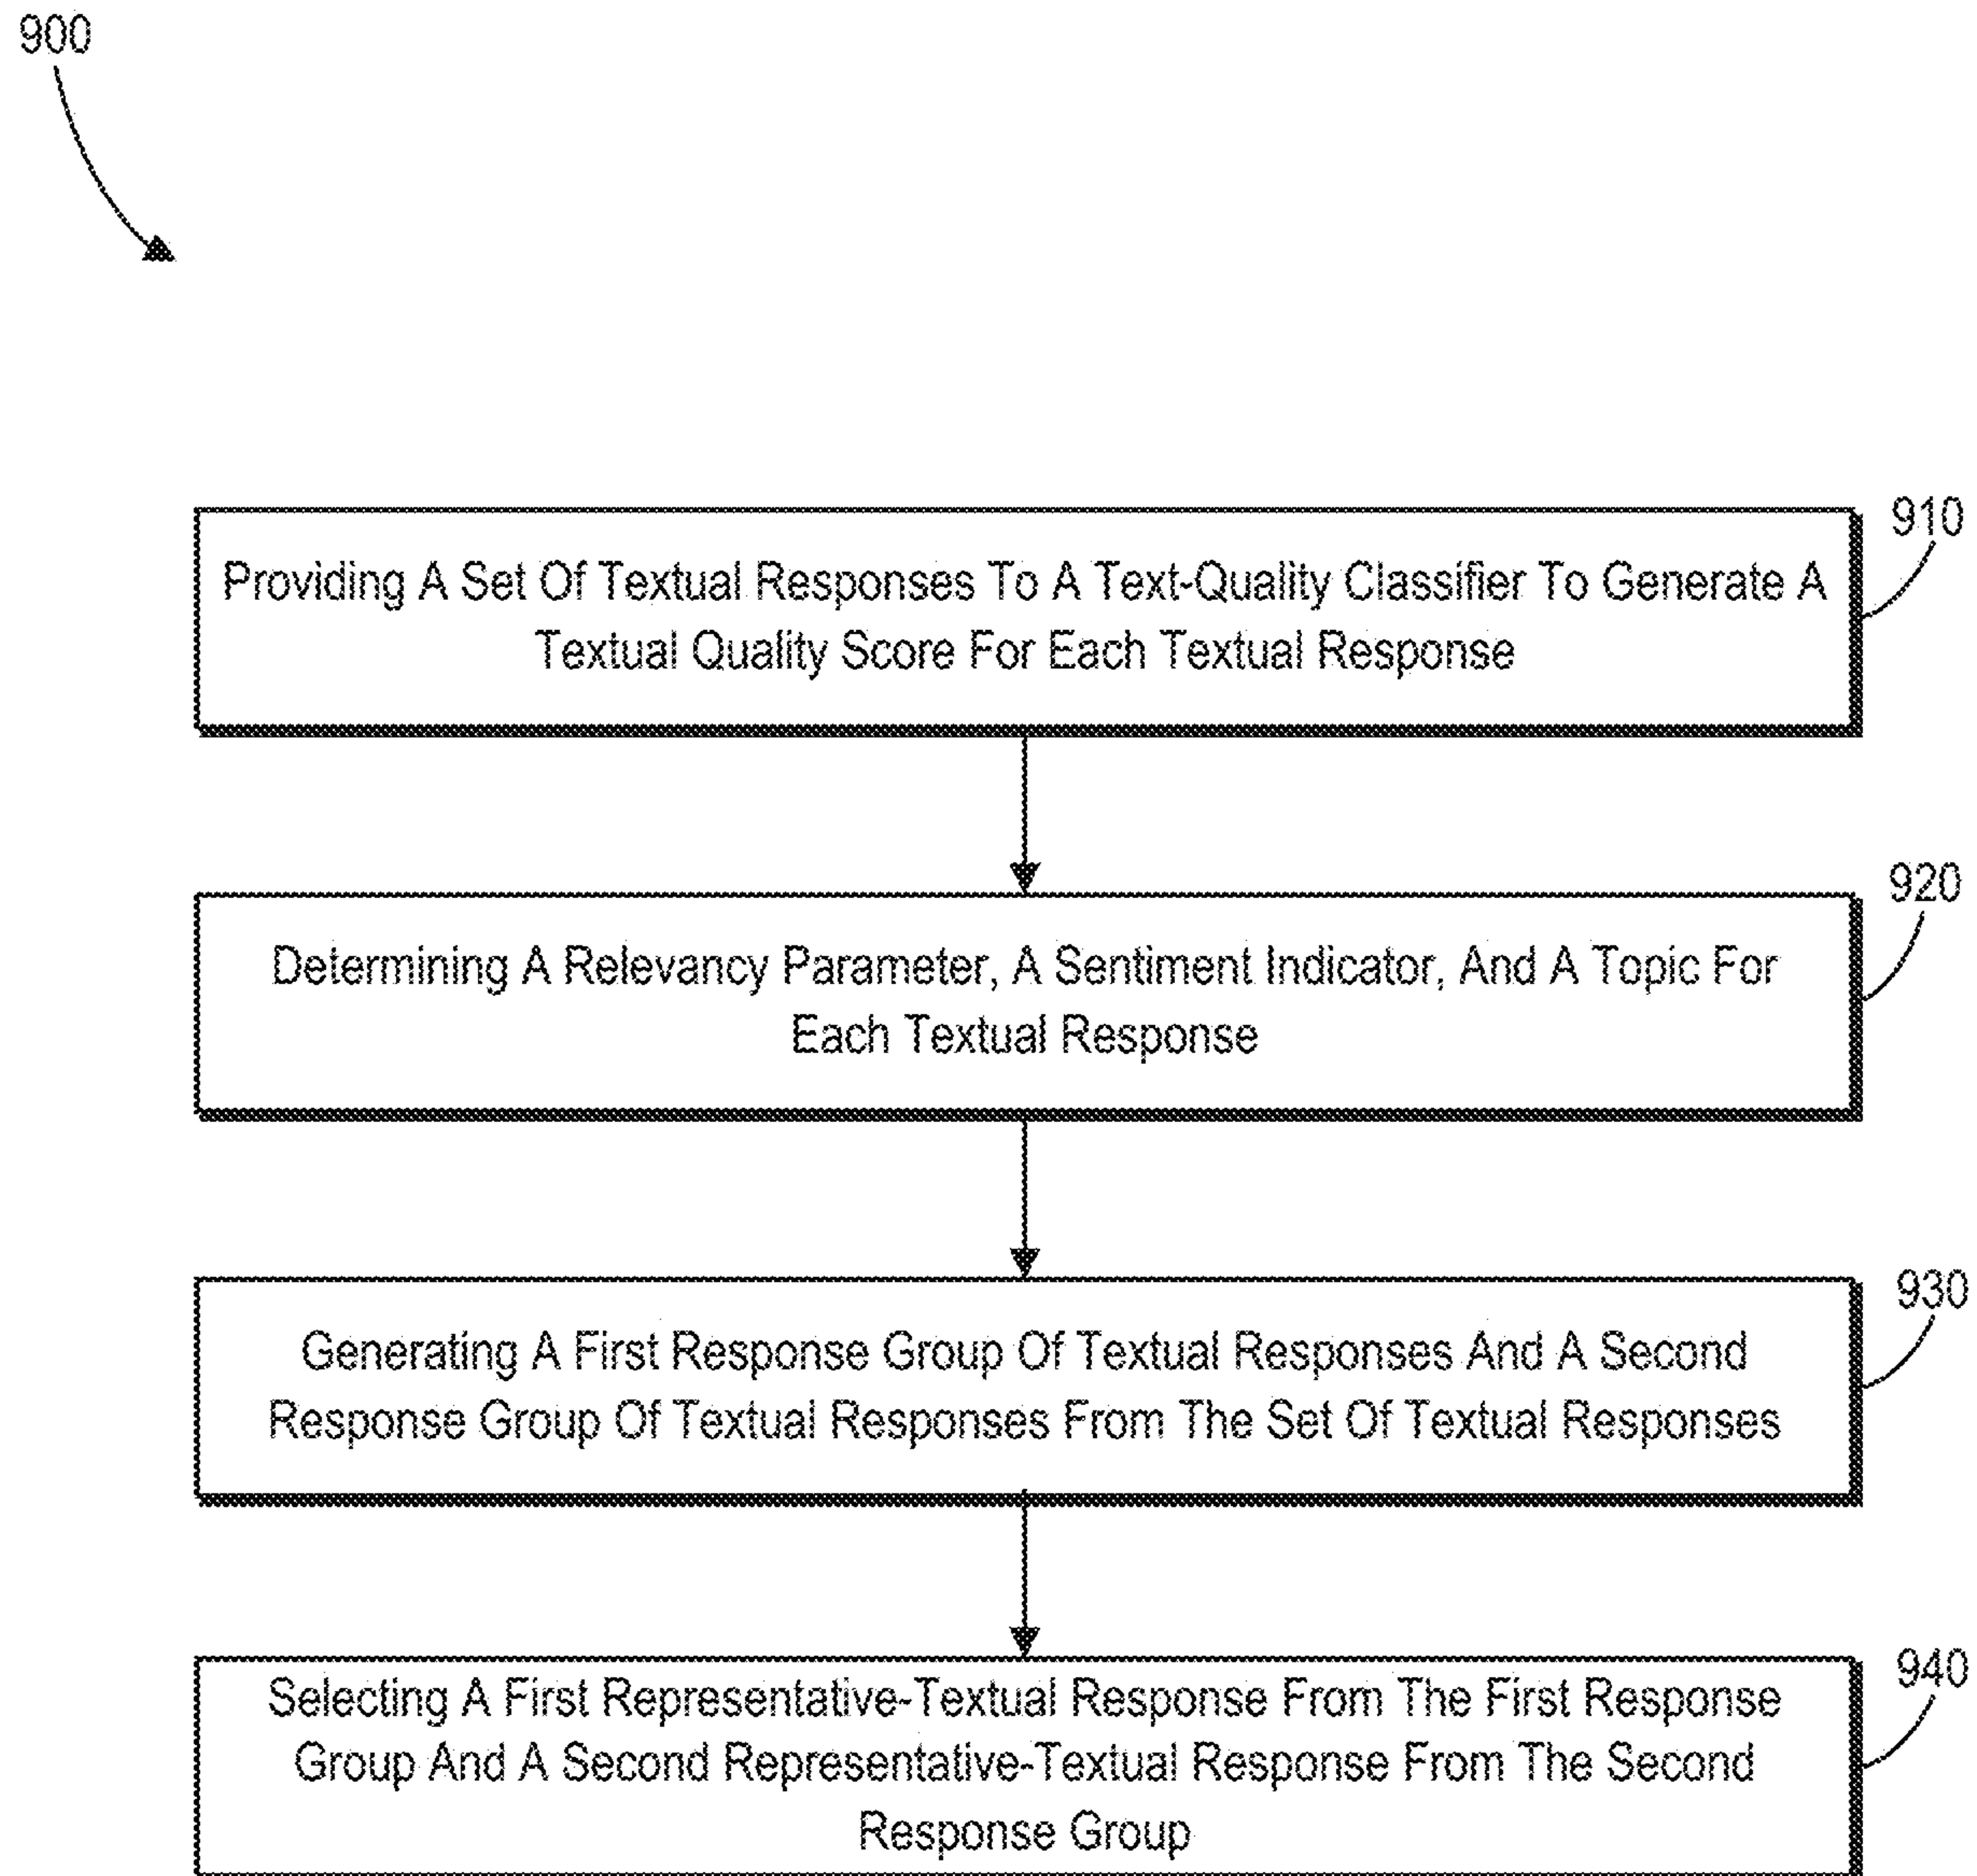 900
910
Providing A Set Of Textual Responses To A Text-Quality Classifier To Generate A
Textual Quality Score For Each Textual Response
920
Determining A Relevancy Parameter, A Sentiment Indicator, And A Topic For
Each Textual Response
930
Generating A First Response Group Of Textual Responses And A Second
Response Group Of Textual Responses From The Set Of Textual Responses
940
Selecting A First Representative-Textual Response From The First Response
Group And A Second Representative-Textual Response From The Second
Response Group